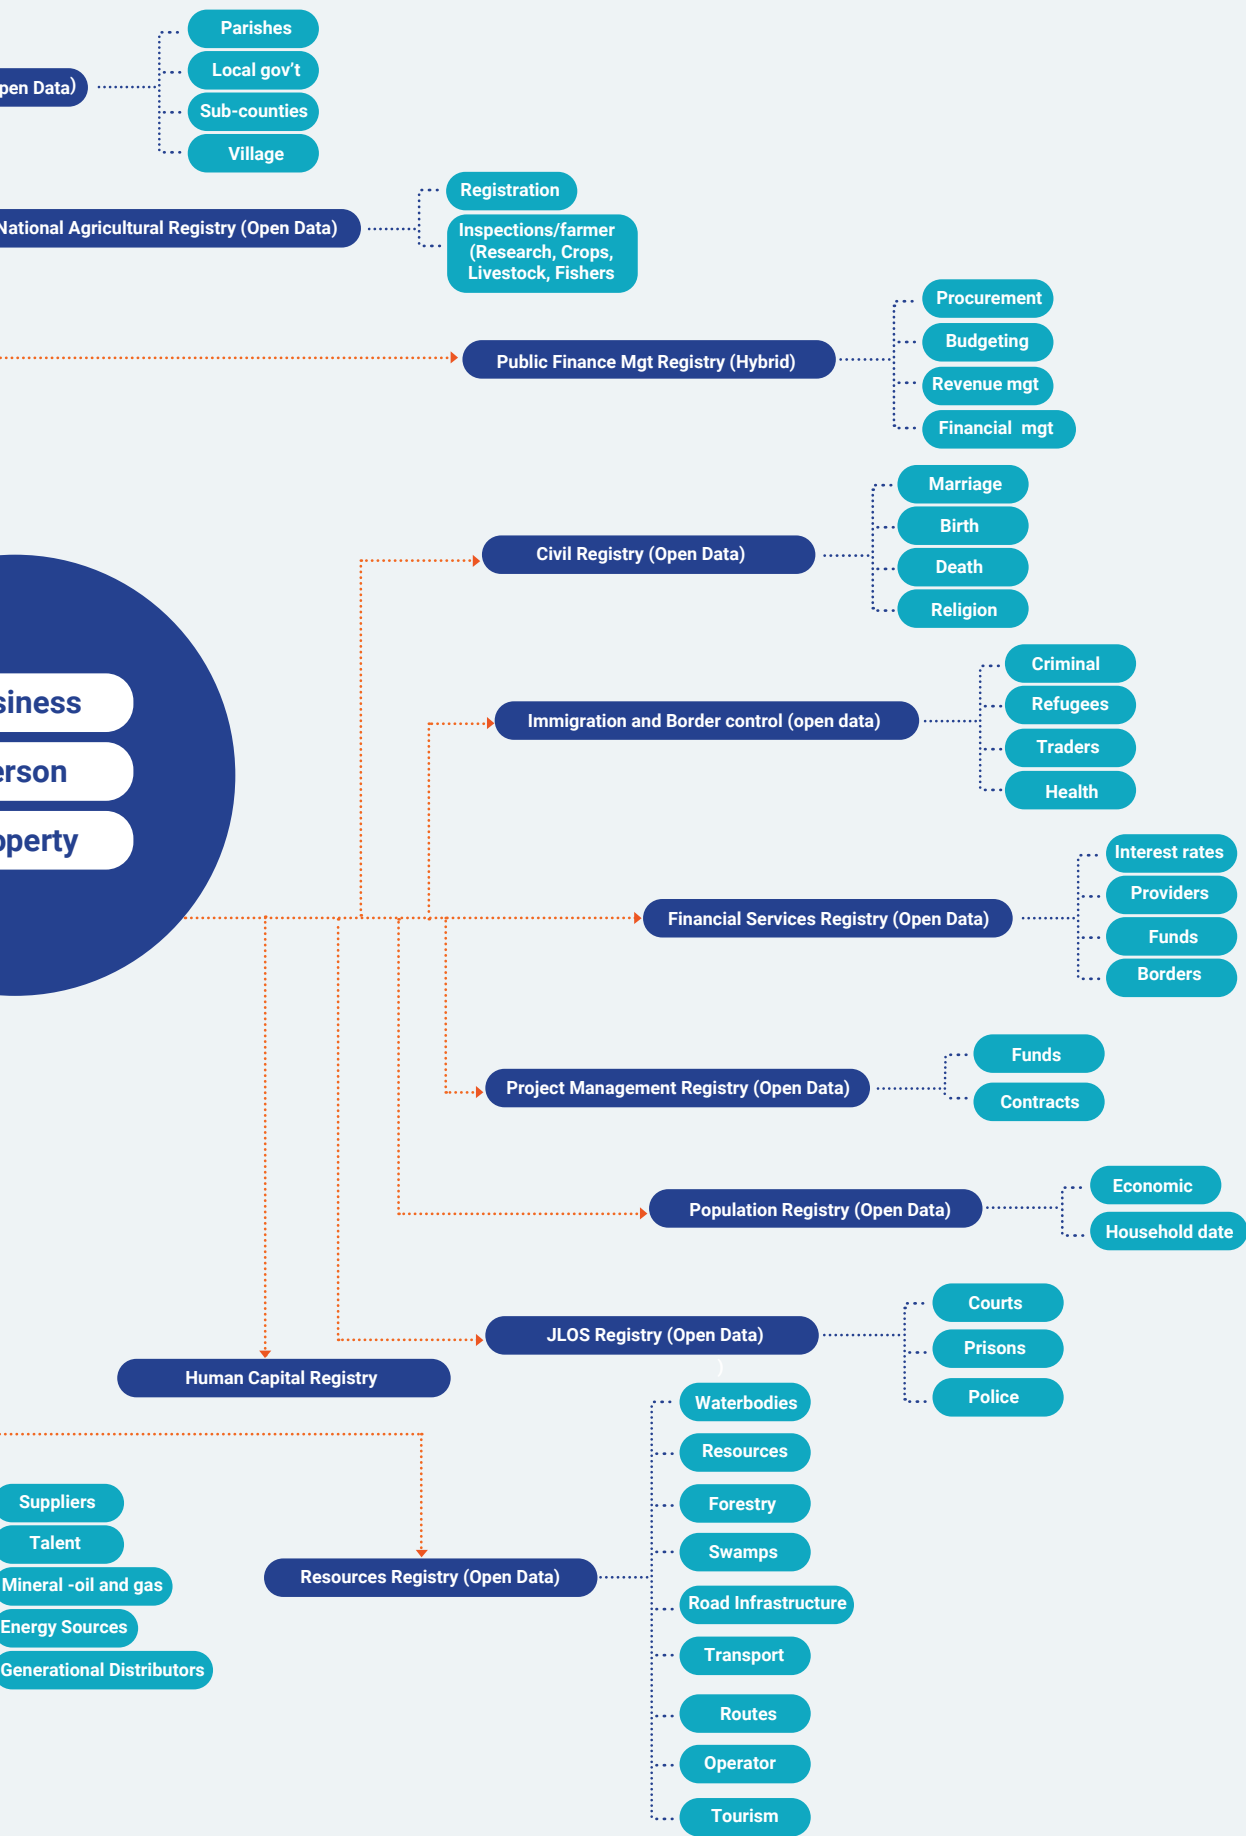 Parishes
Local gov't
Sub-counties
Village
Data)
National Agricultural Registry (Open Data)
Registration
Inspections/farmer
(Research, Crops,
Livestock, Fishers
Public Finance Mgt Registry (Hybrid)
Procurement
Budgeting
Revenue mgt
Financial mgt
Civil Registry (Open Data)
Marriage
Birth
Death
Religion
Immigration and Border control (open data)
Criminal
Refugees
Traders
Health
siness
erson
operty
Financial Services Registry (Open Data)
Interest rates
Providers
Funds
Borders
Project Management Registry (Open Data)
Funds
Contracts
Population Registry (Open Data)
Economic
Household date
JLOS Registry (Open Data)
)
Courts
Prisons
Police
Human Capital Registry
Suppliers
Talent
Mineral -oil and gas
Energy Sources
Generational Distributors
Resources Registry (Open Data)
Waterbodies
Resources
Forestry
Swamps
Road Infrastructure
Transport
Routes
Operator
Tourism